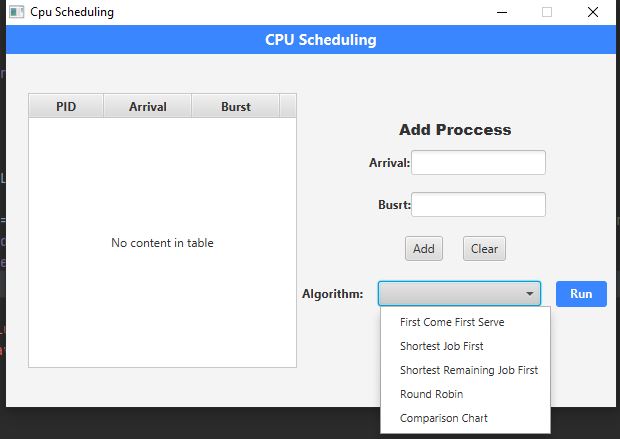 Cpu Scheduling
CPU Scheduling
PID Arrival Burst
No content in table
Add Proccess
Arrival:
Busrt:
Add Clear
Algorithm: Run
First Come First Serve
Shortest Job First
Shortest Remaining Job First
Round Robin
Comparison Chart